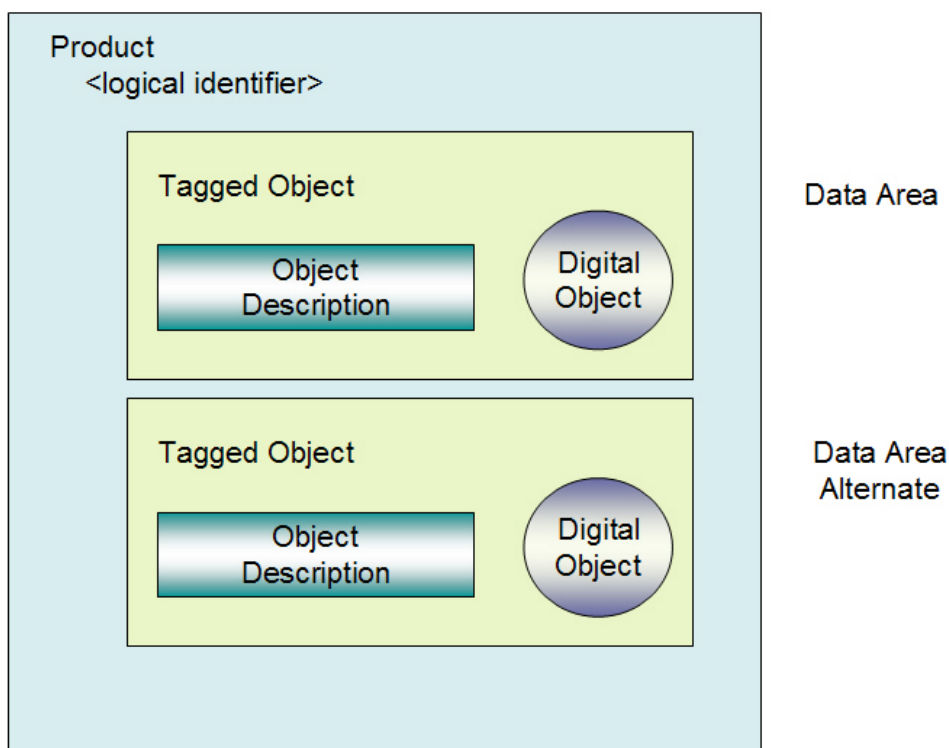 Product
<logical identifier>
Tagged Object
Object
Description
Digital
Object
Data Area
Tagged Object
Object
Description
Digital
Object
Data Area
Alternate